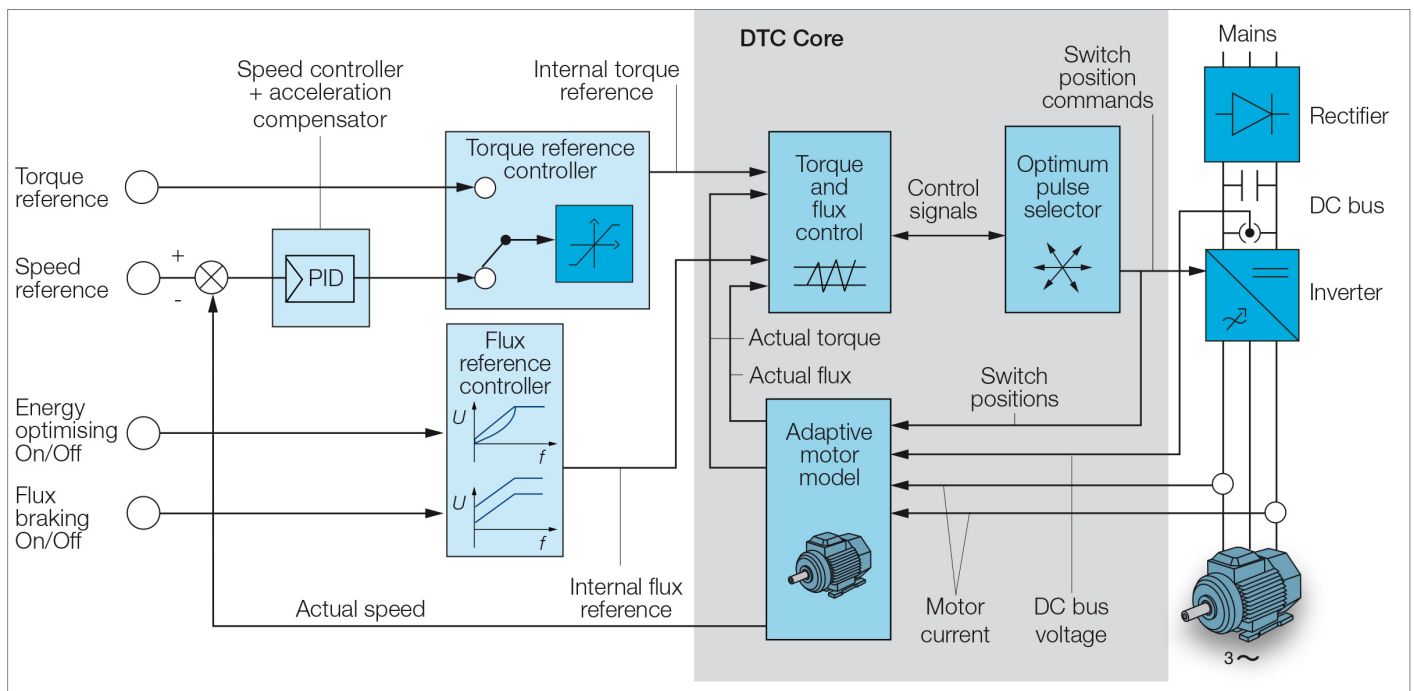 DTC Core
Mains
Speed controller
+ acceleration
compensator
Internal torque
reference
Switch
position
commands
Rectifier
Torque reference
controller
Torque
and
flux
control
Optimum
pulse
selector
Control
signals
Torque
reference
DC bus
Speed
reference
+
-
PID
Inverter
Flux
reference
controller
Actual torque
Actual flux
Switch
positions
Energy
optimising
On/Off
U
f
Adaptive
motor
model
Flux
braking
On/Off
U
f
Internal flux
reference
Actual speed
Motor
current
DC bus
voltage
3~